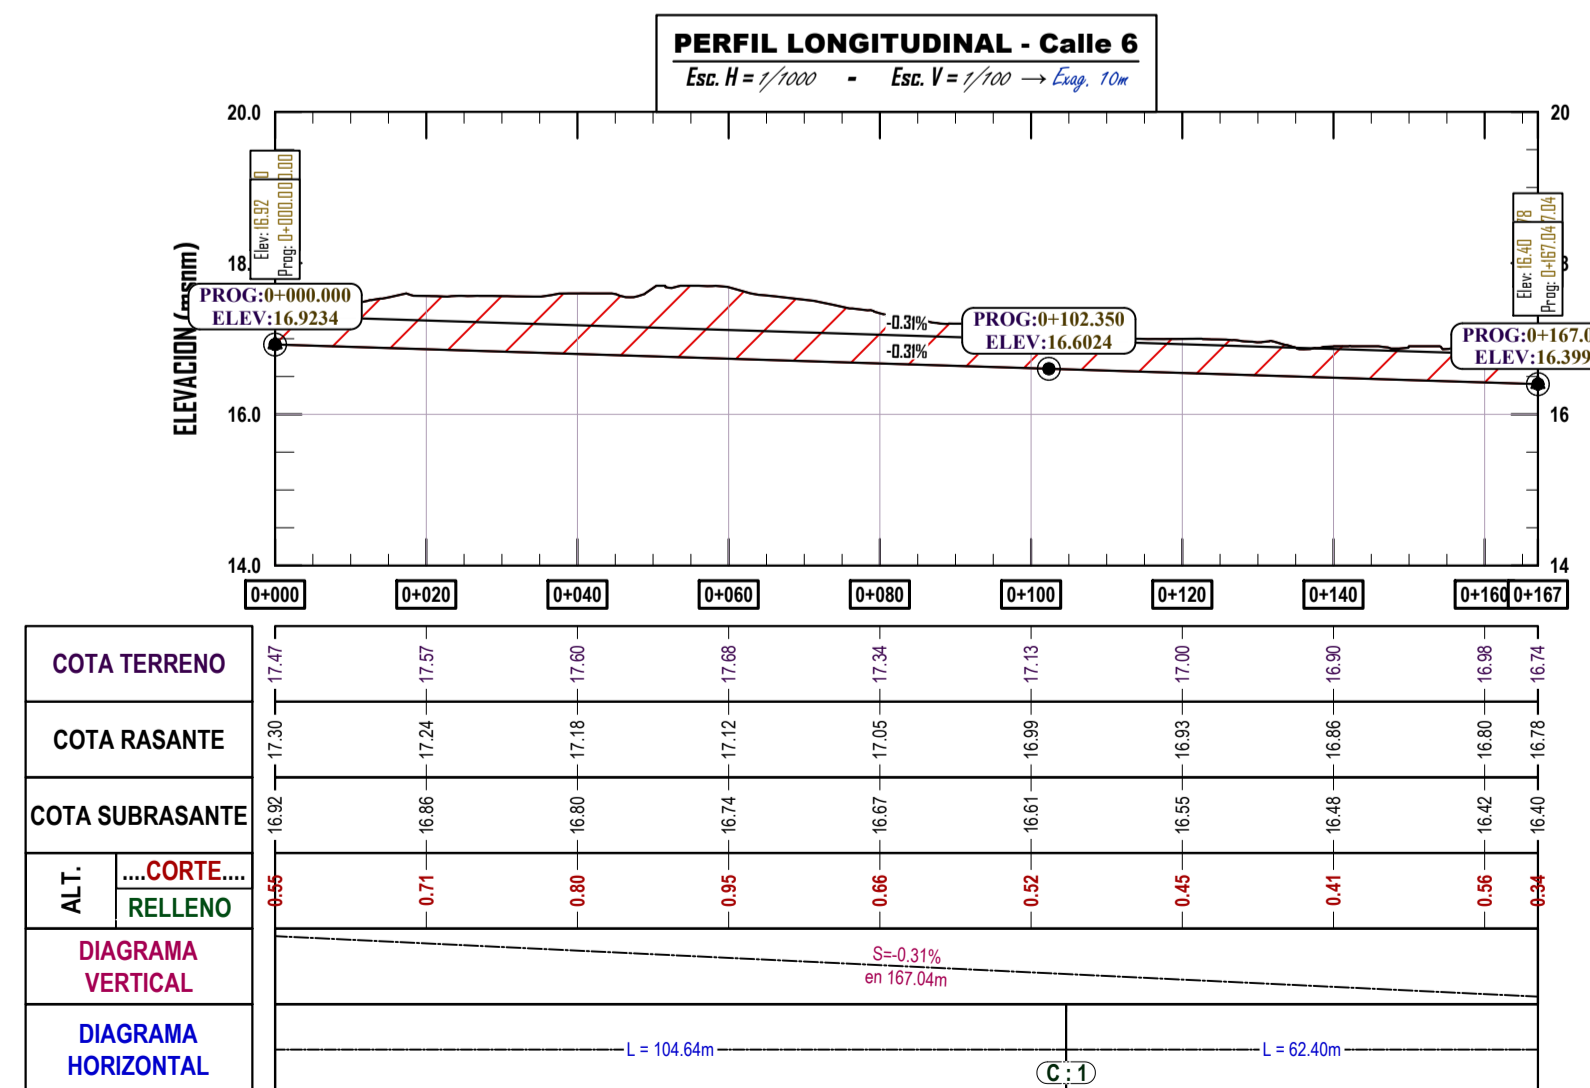 PERFIL LONGITUDINAL - Calle 6
Esc. H = 1/1000 - Esc. V = 1/100 → Exag. 10m
ELEVACION (msnm)
20.0
18.
16.0
14.0
20
8
16
14
Elev: 16.92
Prog: 0+000.00
PROG:0+000.000
ELEV:16.9234
-0.31%
-0.31%
PROG:0+102.350
ELEV:16.6024
Elev: 16.40
Prog: 0+167.04
PROG:0+167.0
ELEV:16.399
0+000 0+020 0+040 0+060 0+080 0+100 0+120 0+140 0+160 0+167
COTA TERRENO 17.47 17.57 17.60 17.68 17.34 17.13 17.00 16.90 16.98 16.74
COTA RASANTE 17.30 17.24 17.18 17.12 17.05 16.99 16.93 16.86 16.80 16.78
COTA SUBRASANTE 16.92 16.86 16.80 16.74 16.67 16.61 16.55 16.48 16.42 16.40
ALT.
....CORTE.... 0.55 0.71 0.80 0.95 0.66 0.52 0.45 0.41 0.56 0.34
RELLENO
DIAGRAMA
VERTICAL
S=-0.31%
en 167.04m
DIAGRAMA
HORIZONTAL
L = 104.64m
C : 1
L = 62.40m